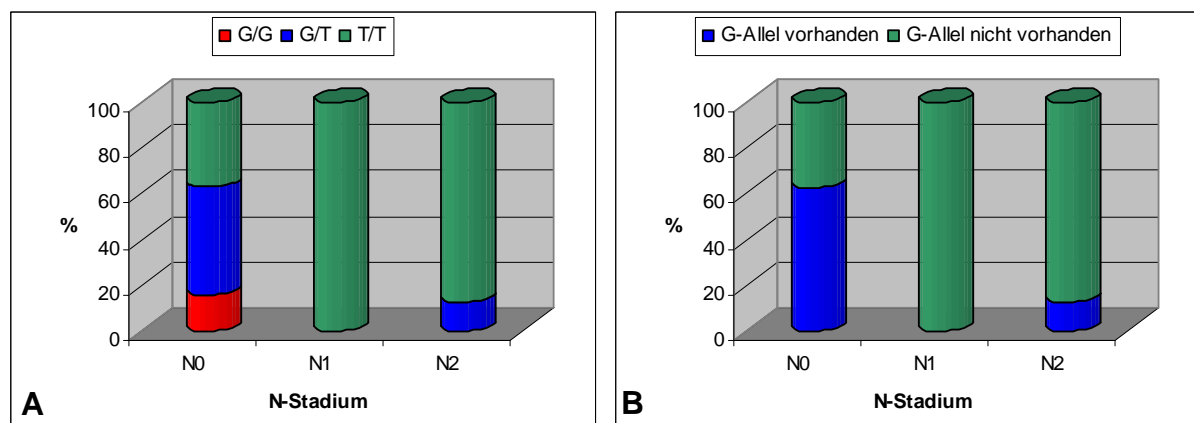 G/G G/T T/T
100
80
60
40
20
0
%
N0 N1 N2
N-Stadium
A
G-Allel vorhanden G-Allel nicht vorhanden
100
80
60
40
20
0
%
N0 N1 N2
N-Stadium
B